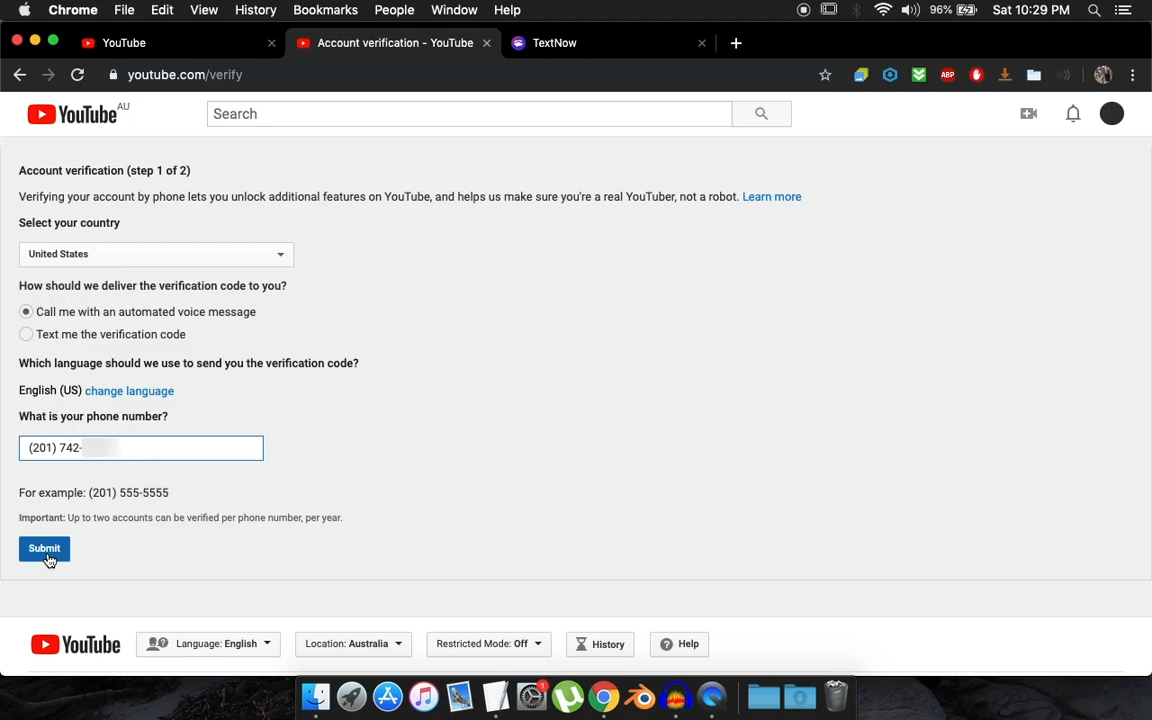 Chrome File Edit View History Bookmarks People Window Help 96% Sat 10:29 PM
YouTube Account verification - YouTube TextNow
youtube.com/verify ABP
YouTube AU Search
Account verification (step 1 of 2)
Verifying your account by phone lets you unlock additional features on YouTube, and helps us make sure you're a real YouTuber, not a robot. Learn more
Select your country
United States
How should we deliver the verification code to you?
Call me with an automated voice message
Text me the verification code
Which language should we use to send you the verification code?
English (US) change language
What is your phone number?
(201) 742-
For example: (201) 555-5555
Important: Up to two accounts can be verified per phone number, per year.
Submit
YouTube Language: English Location: Australia Restricted Mode: Off History Help
1